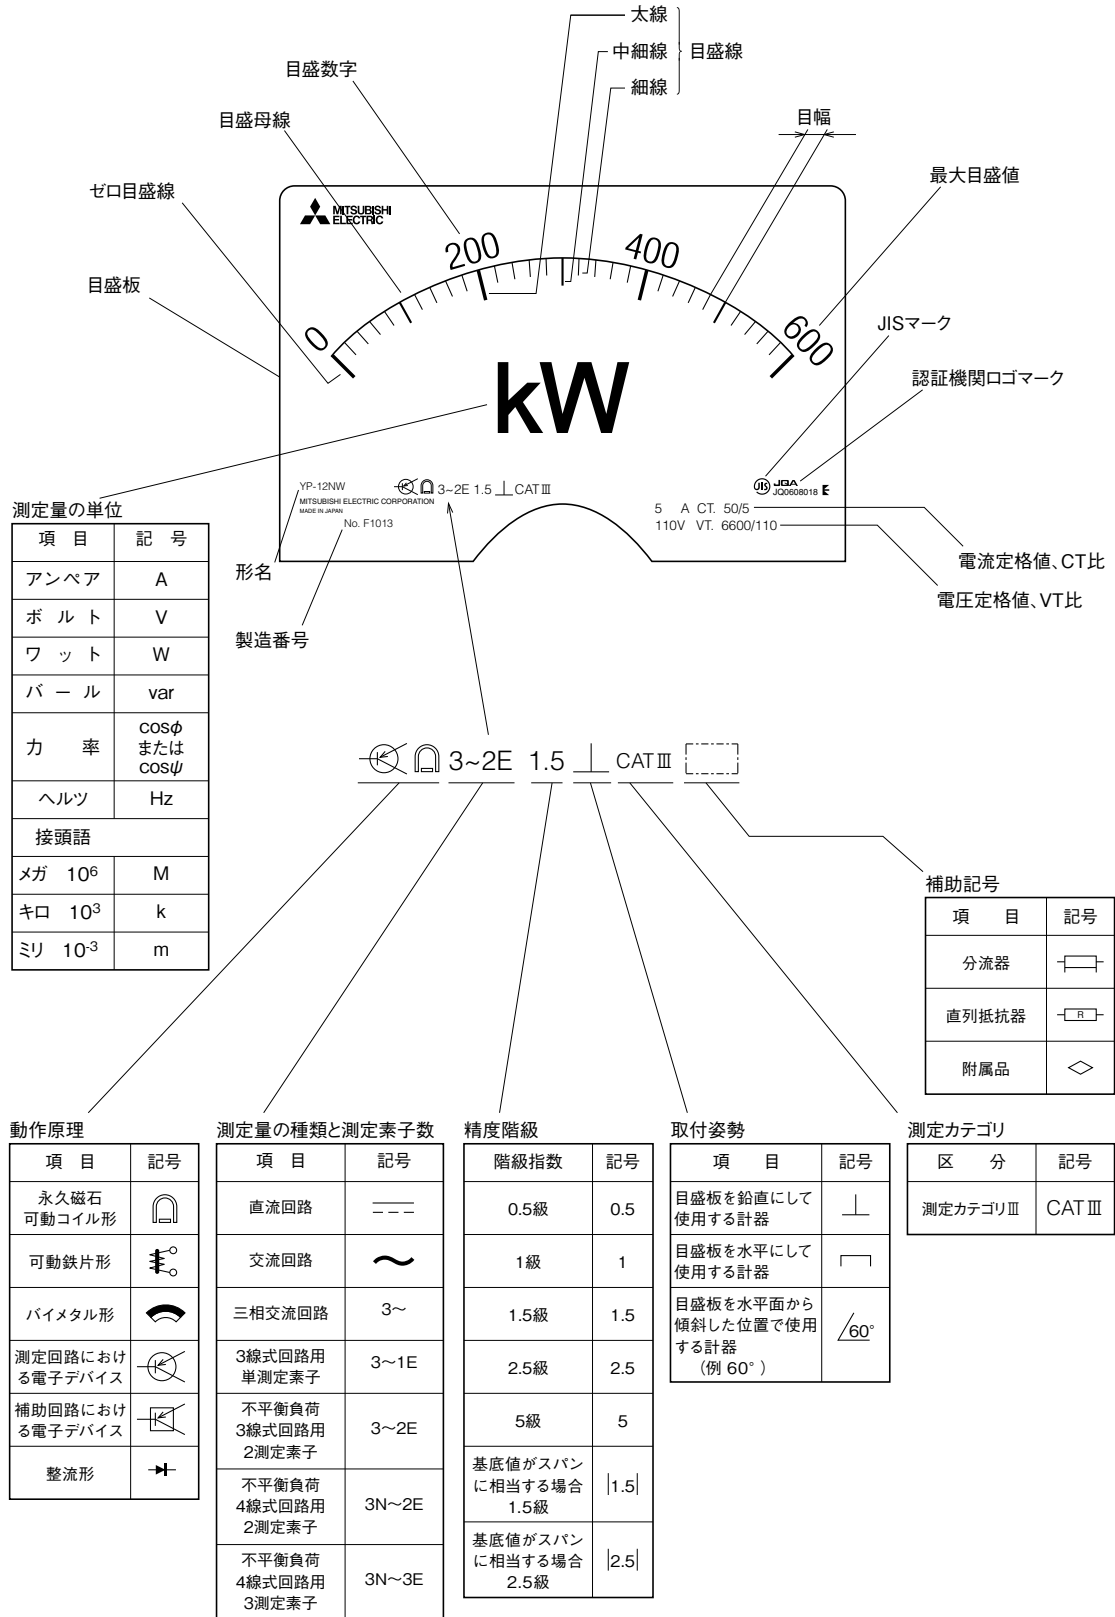 太線
中細線
目盛線
細線
目盛数字
目盛母線
目幅
ゼロ目盛線
最大目盛値
目盛板
MITSUBISHI
ELECTRIC
0
200
400
600
JISマーク
認証機関ロゴマーク
kW
YP-12NW
3~2E 1.5 ⊥ CATⅢ
MITSUBISHI ELECTRIC CORPORATION
MADE IN JAPAN
No. F1013
JIS JQA
JQ0608018 E
5 A CT. 50/5
110V VT. 6600/110
形名
製造番号
電流定格値、CT比
電圧定格値、VT比
測定量の単位
項 目 記 号
アンペア A
ボルト V
ワット W
バール var
力 率 cosφ
または
cosψ
ヘルツ Hz
接頭語
メガ 10⁶ M
キロ 10³ k
ミリ 10⁻³ m
3~2E 1.5 ⊥ CATⅢ
補助記号
項 目 記号
分流器
直列抵抗器 R
附属品
動作原理
項 目 記号
永久磁石
可動コイル形
可動鉄片形
バイメタル形
測定回路におけ
る電子デバイス
補助回路におけ
る電子デバイス
整流形
測定量の種類と測定素子数
項 目 記号
直流回路
交流回路
三相交流回路 3～
3線式回路用
単測定素子 3～1E
不平衡負荷
3線式回路用
2測定素子 3～2E
不平衡負荷
4線式回路用
2測定素子 3N～2E
不平衡負荷
4線式回路用
3測定素子 3N～3E
精度階級
階級指数 記号
0.5級 0.5
1級 1
1.5級 1.5
2.5級 2.5
5級 5
基底値がスパン
に相当する場合
1.5級 |1.5|
基底値がスパン
に相当する場合
2.5級 |2.5|
取付姿勢
項 目 記号
目盛板を鉛直にして
使用する計器 ⊥
目盛板を水平にして
使用する計器
目盛板を水平面から
傾斜した位置で使用
する計器
（例 60°） 60°
測定カテゴリ
区 分 記号
測定カテゴリⅢ CATⅢ